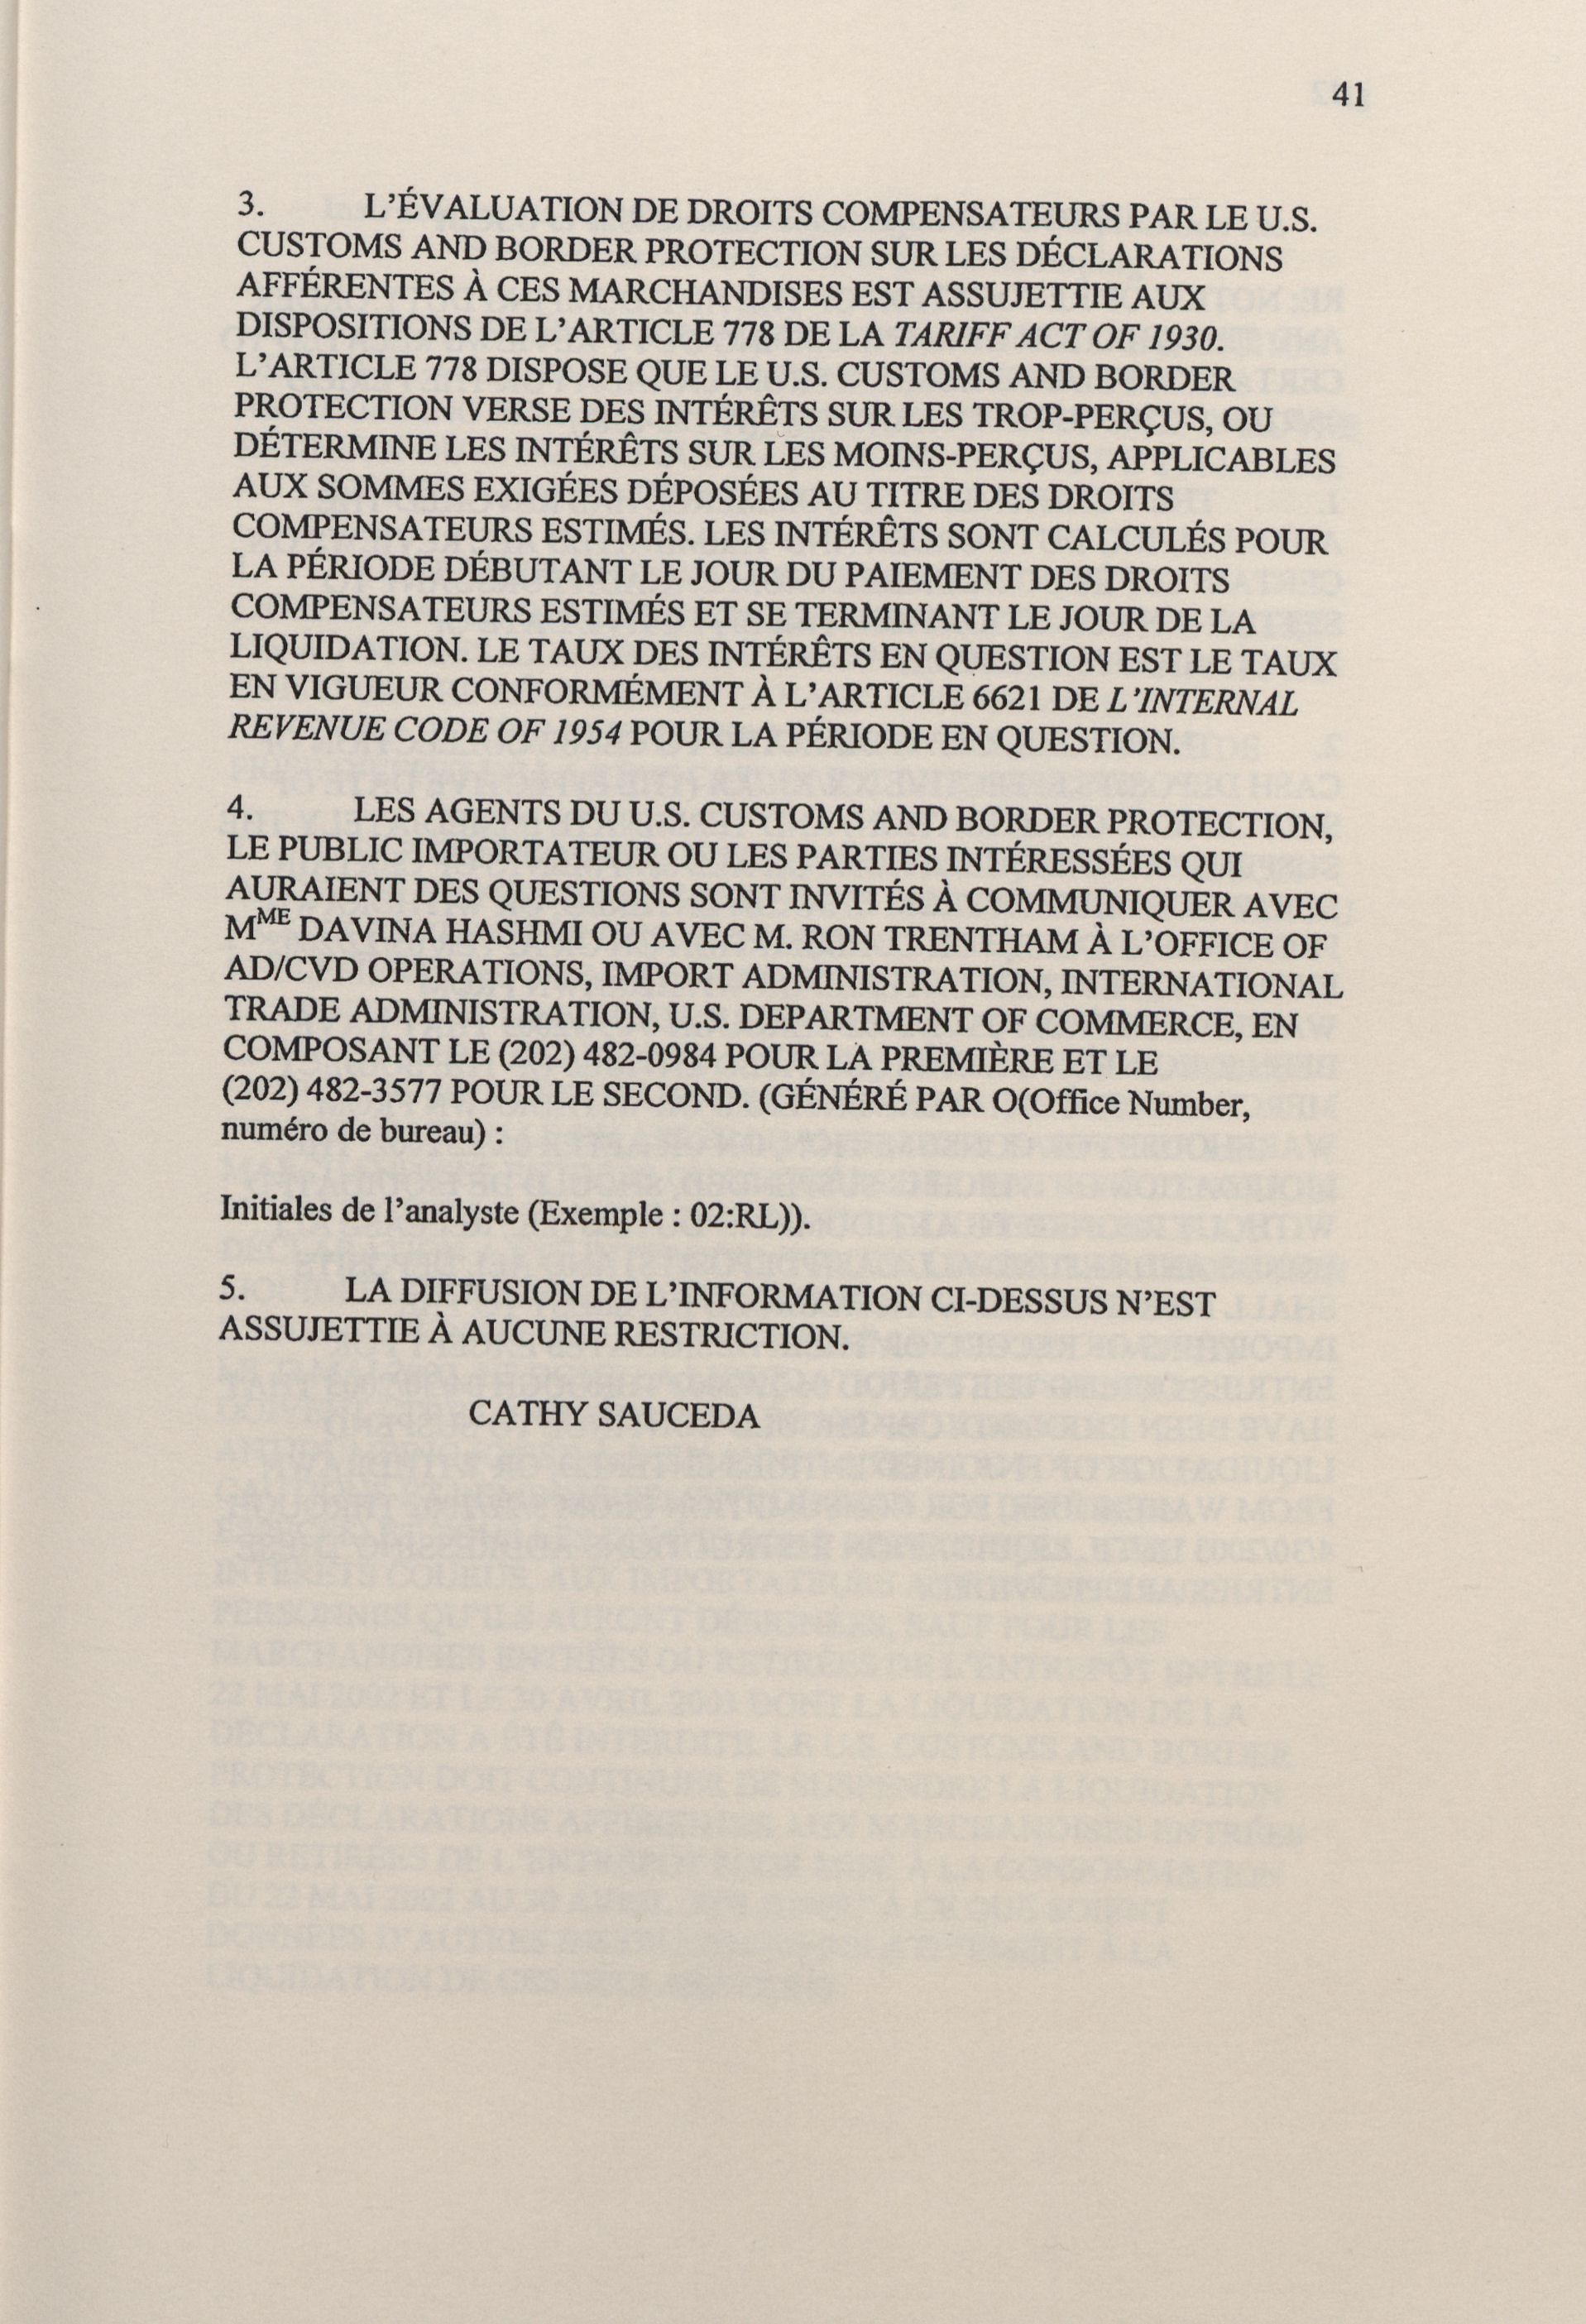 41
3. L'ÉVALUATION DE DROITS COMPENSATEURS PAR LE U.S.
CUSTOMS AND BORDER PROTECTION SUR LES DÉCLARATIONS
AFFÉRENTES À CES MARCHANDISES EST ASSUJETTIE AUX
DISPOSITIONS DE L'ARTICLE 778 DE LA TARIFF ACT OF 1930.
L'ARTICLE 778 DISPOSE QUE LE U.S. CUSTOMS AND BORDER
PROTECTION VERSE DES INTÉRÊTS SUR LES TROP-PERÇUS, OU
DÉTERMINE LES INTÉRÊTS SUR LES MOINS-PERÇUS, APPLICABLES
AUX SOMMES EXIGÉES DÉPOSÉES AU TITRE DES DROITS
COMPENSATEURS ESTIMÉS. LES INTÉRÊTS SONT CALCULÉS POUR
LA PÉRIODE DÉBUTANT LE JOUR DU PAIEMENT DES DROITS
COMPENSATEURS ESTIMÉS ET SE TERMINANT LE JOUR DE LA
LIQUIDATION. LE TAUX DES INTÉRÊTS EN QUESTION EST LE TAUX
EN VIGUEUR CONFORMÉMENT À L'ARTICLE 6621 DE L'INTERNAL
REVENUE CODE OF 1954 POUR LA PÉRIODE EN QUESTION.
4. LES AGENTS DU U.S. CUSTOMS AND BORDER PROTECTION,
LE PUBLIC IMPORTATEUR OU LES PARTIES INTÉRESSÉES QUI
AURAIENT DES QUESTIONS SONT INVITÉS À COMMUNIQUER AVEC
MME DAVINA HASHMI OU AVEC M. RON TRENTHAM À L'OFFICE OF
AD/CVD OPERATIONS, IMPORT ADMINISTRATION, INTERNATIONAL
TRADE ADMINISTRATION, U.S. DEPARTMENT OF COMMERCE, EN
COMPOSANT LE (202) 482-0984 POUR LA PREMIÈRE ET LE
(202) 482-3577 POUR LE SECOND. (GÉNÉRÉ PAR O(Office Number,
numéro de bureau) :
Initiales de l'analyste (Exemple : 02:RL)).
5. LA DIFFUSION DE L'INFORMATION CI-DESSUS N'EST
ASSUJETTIE À AUCUNE RESTRICTION.
CATHY SAUCEDA